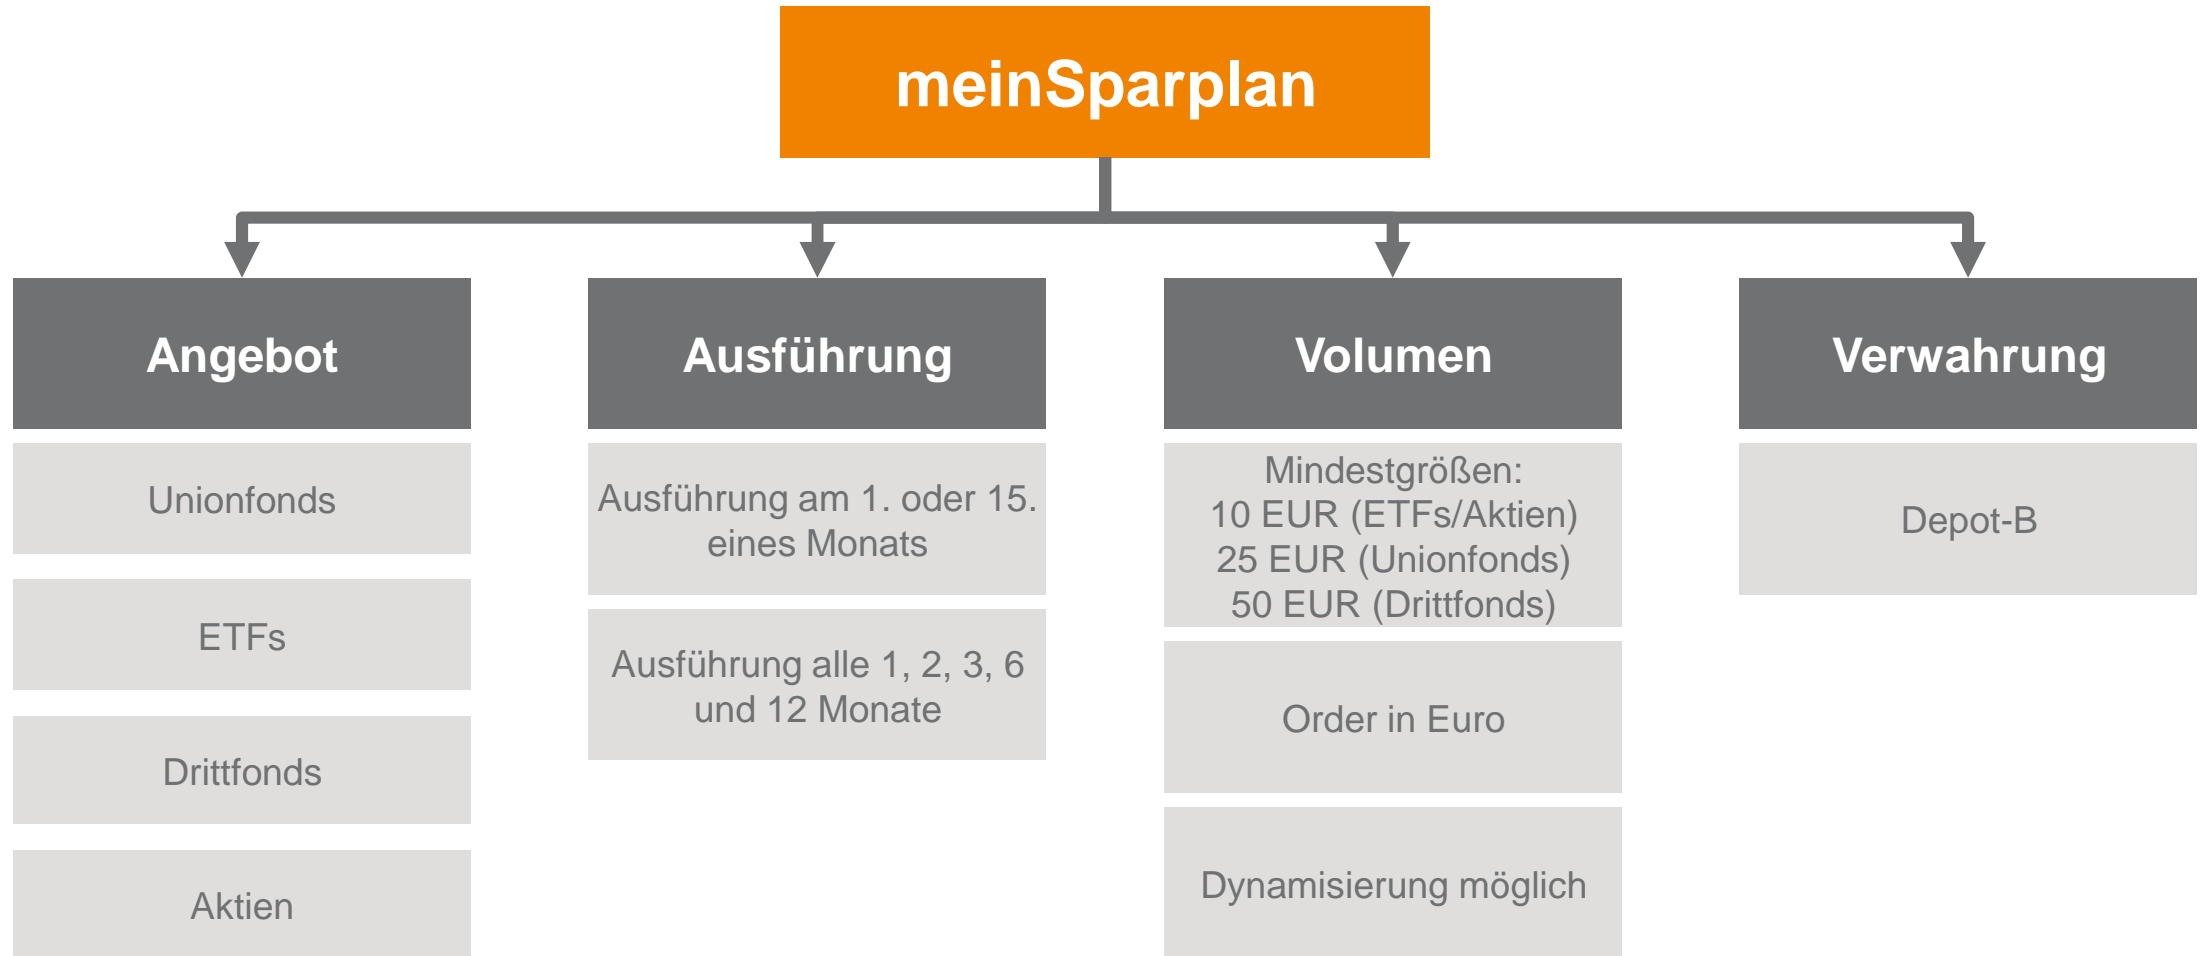 meinSparplan
Angebot
Unionfonds
ETFs
Drittfonds
Aktien
Ausführung
Ausführung am 1. oder 15.
eines Monats
Ausführung alle 1, 2, 3, 6
und 12 Monate
Volumen
Mindestgrößen:
10 EUR (ETFs/Aktien)
25 EUR (Unionfonds)
50 EUR (Drittfonds)
Order in Euro
Dynamisierung möglich
Verwahrung
Depot-B